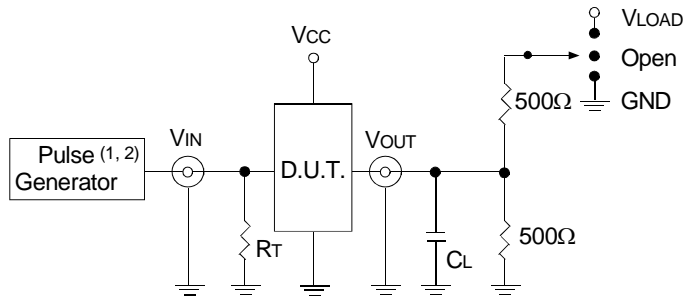 VLOAD
VCC
Open
500Ω
GND
Pulse (1, 2)
Generator
VIN
D.U.T.
VOUT
RT
CL
500Ω